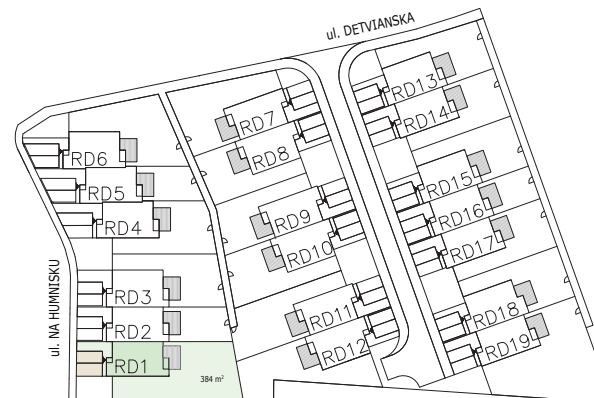 ul. DETVIANSKA
RD13
RD7
RD14
RD6
RD8
RD5
RD15
RD4
RD9
RD16
RD10
RD17
ul. NA HUMNISKU
RD3
RD11
RD18
RD2
RD12
RD19
RD1
384 m²